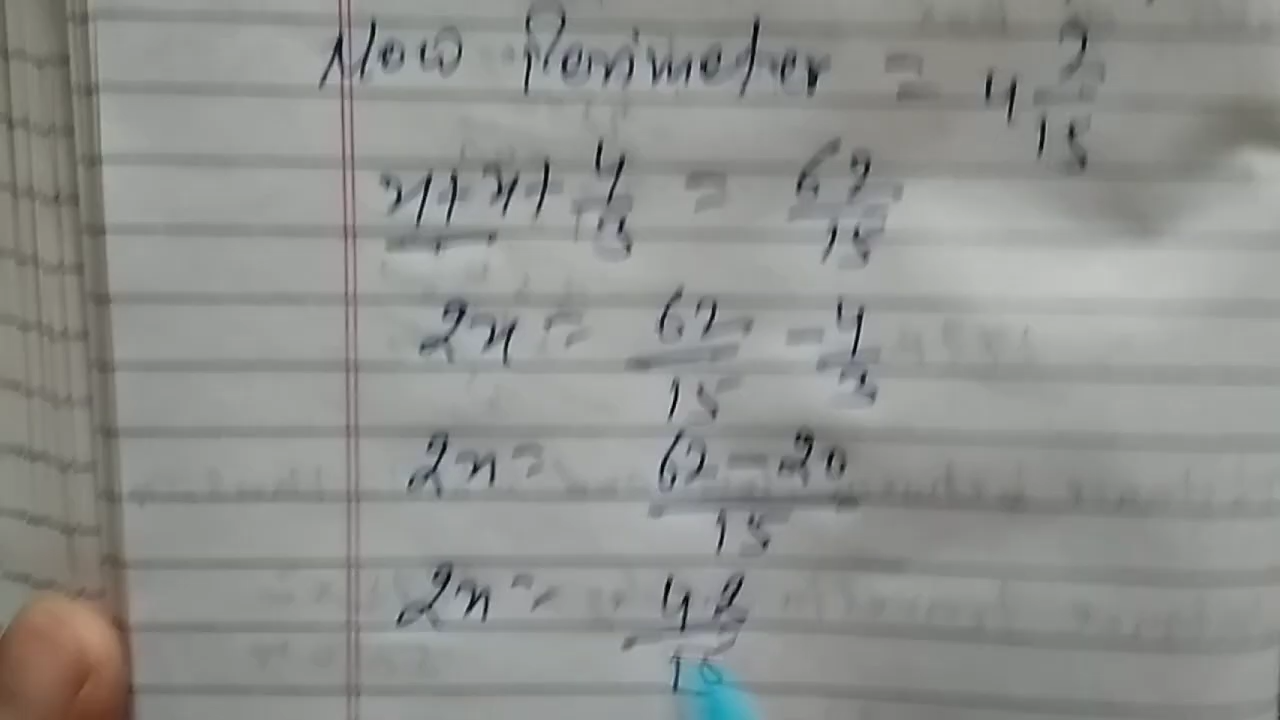 Now Perimeter = 4 2/15
x+x+ 4/3 = 62/15
2x = 62/15 - 4/3
2x = 62-20/15
2x = 42/15